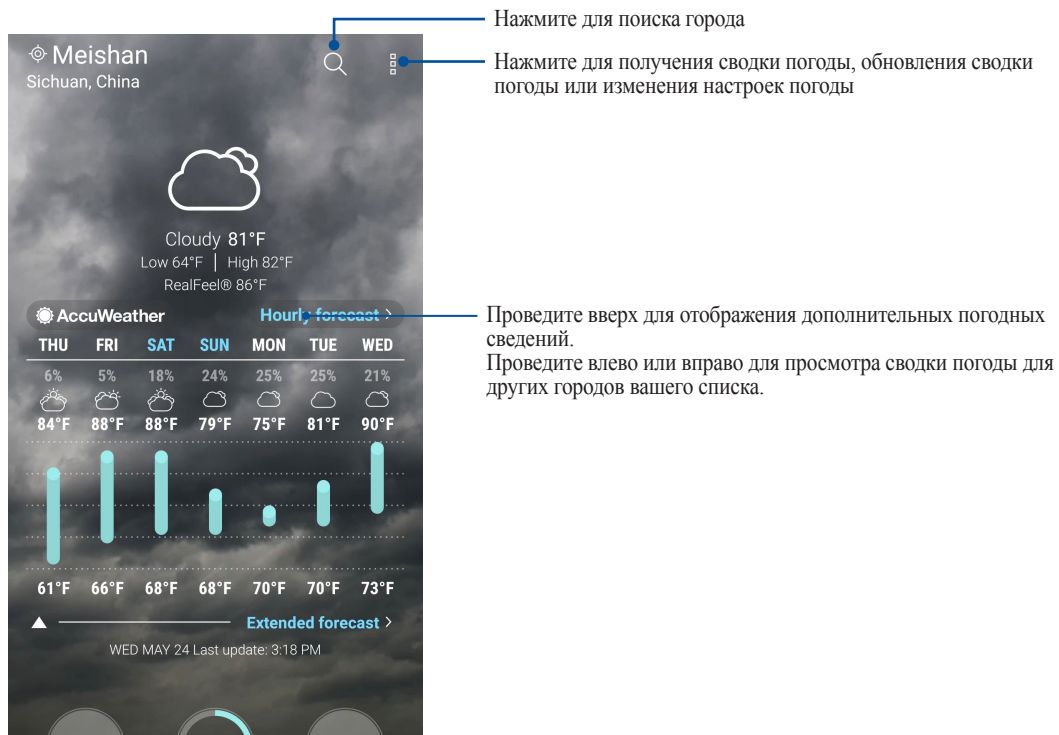 Нажмите для поиска города
Meishan
Sichuan, China
Нажмите для получения сводки погоды, обновления сводки
погоды или изменения настроек погоды
Cloudy 81°F
Low 64°F | High 82°F
RealFeel® 86°F
AccuWeather Hourly forecast >
Проведите вверх для отображения дополнительных погодных
сведений.
Проведите влево или вправо для просмотра сводки погоды для
других городов вашего списка.
THU FRI SAT SUN MON TUE WED
6% 5% 18% 24% 25% 25% 21%
84°F 88°F 88°F 79°F 75°F 81°F 90°F
61°F 66°F 68°F 68°F 70°F 70°F 73°F
Extended forecast >
WED MAY 24 Last update: 3:18 PM